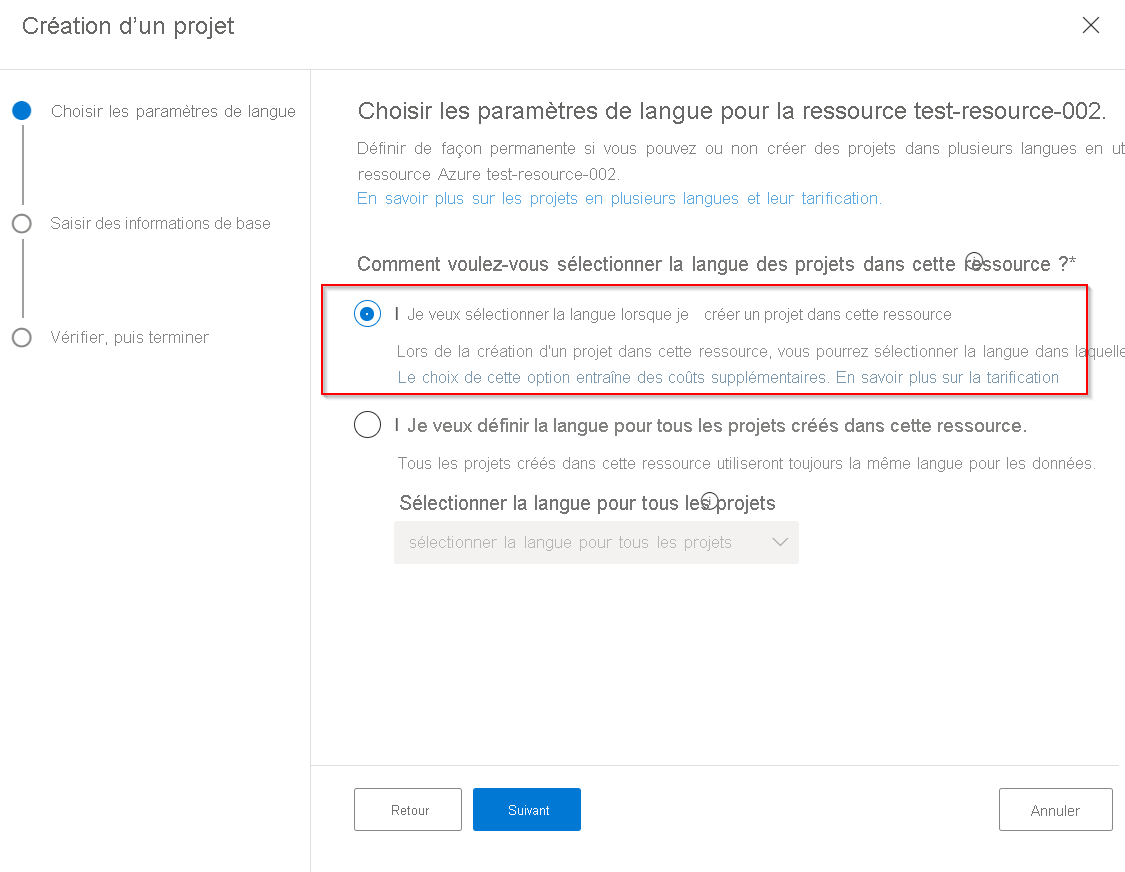 Création d’un projet
Choisir les paramètres de langue
Saisir des informations de base
Vérifier, puis terminer
Choisir les paramètres de langue pour la ressource test-resource-002.
Définir de façon permanente si vous pouvez ou non créer des projets dans plusieurs langues en ut
ressource Azure test-resource-002.
En savoir plus sur les projets en plusieurs langues et leur tarification.
Comment voulez-vous sélectionner la langue des projets dans cette ressource ?*
I Je veux sélectionner la langue lorsque je créer un projet dans cette ressource
Lors de la création d'un projet dans cette ressource, vous pourrez sélectionner la langue dans laquelle
Le choix de cette option entraîne des coûts supplémentaires. En savoir plus sur la tarification
I Je veux définir la langue pour tous les projets créés dans cette ressource.
Tous les projets créés dans cette ressource utiliseront toujours la même langue pour les données.
Sélectionner la langue pour tous les projets
sélectionner la langue pour tous les projets
Retour
Suivant
Annuler